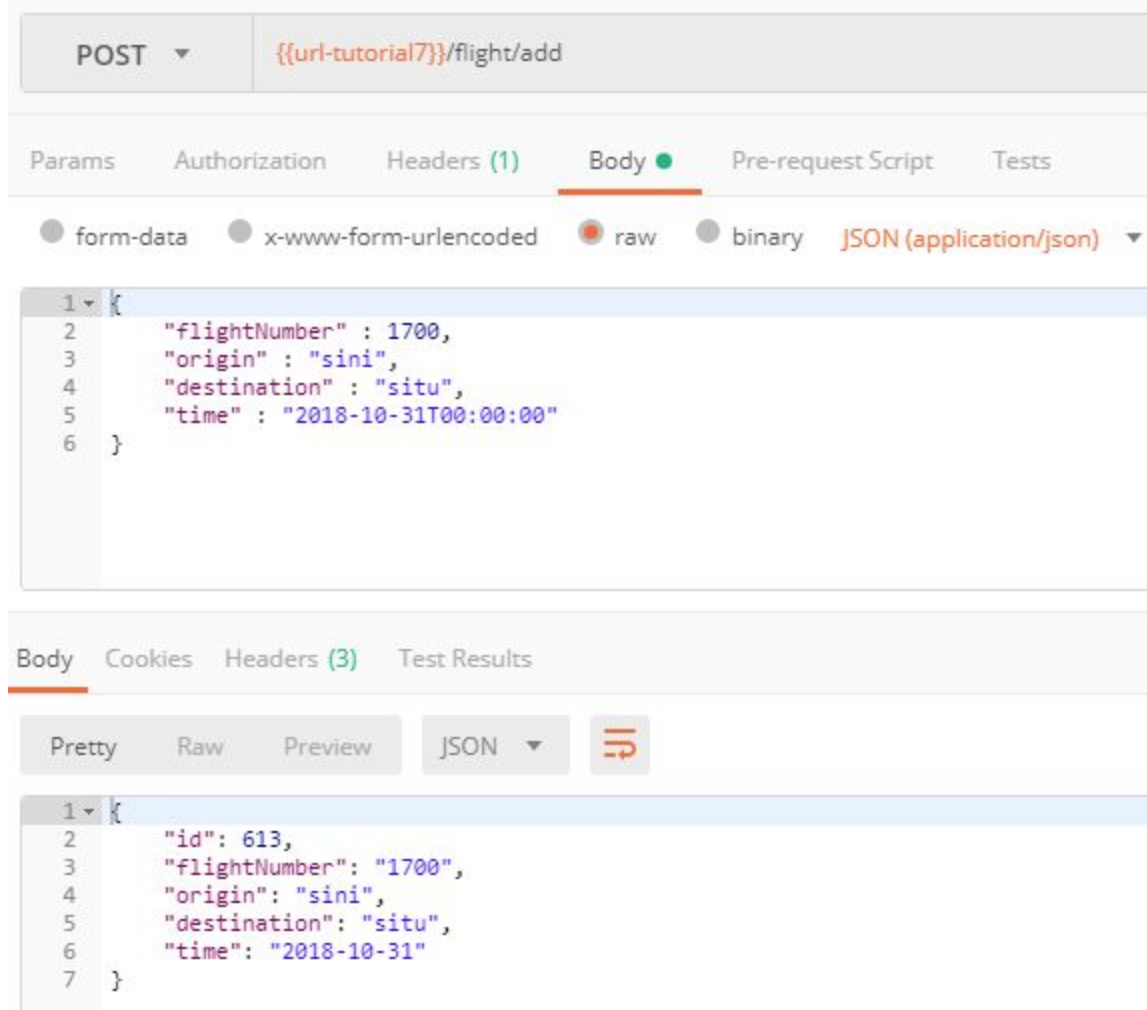 POST {{url-tutorial7}}/flight/add
Params Authorization Headers (1) Body Pre-request Script Tests
form-data x-www-form-urlencoded raw binary JSON (application/json)
1 {
2 "flightNumber" : 1700,
3 "origin" : "sini",
4 "destination" : "situ",
5 "time" : "2018-10-31T00:00:00"
6 }
Body Cookies Headers (3) Test Results
Pretty Raw Preview JSON
1 {
2 "id": 613,
3 "flightNumber": "1700",
4 "origin": "sini",
5 "destination": "situ",
6 "time": "2018-10-31"
7 }